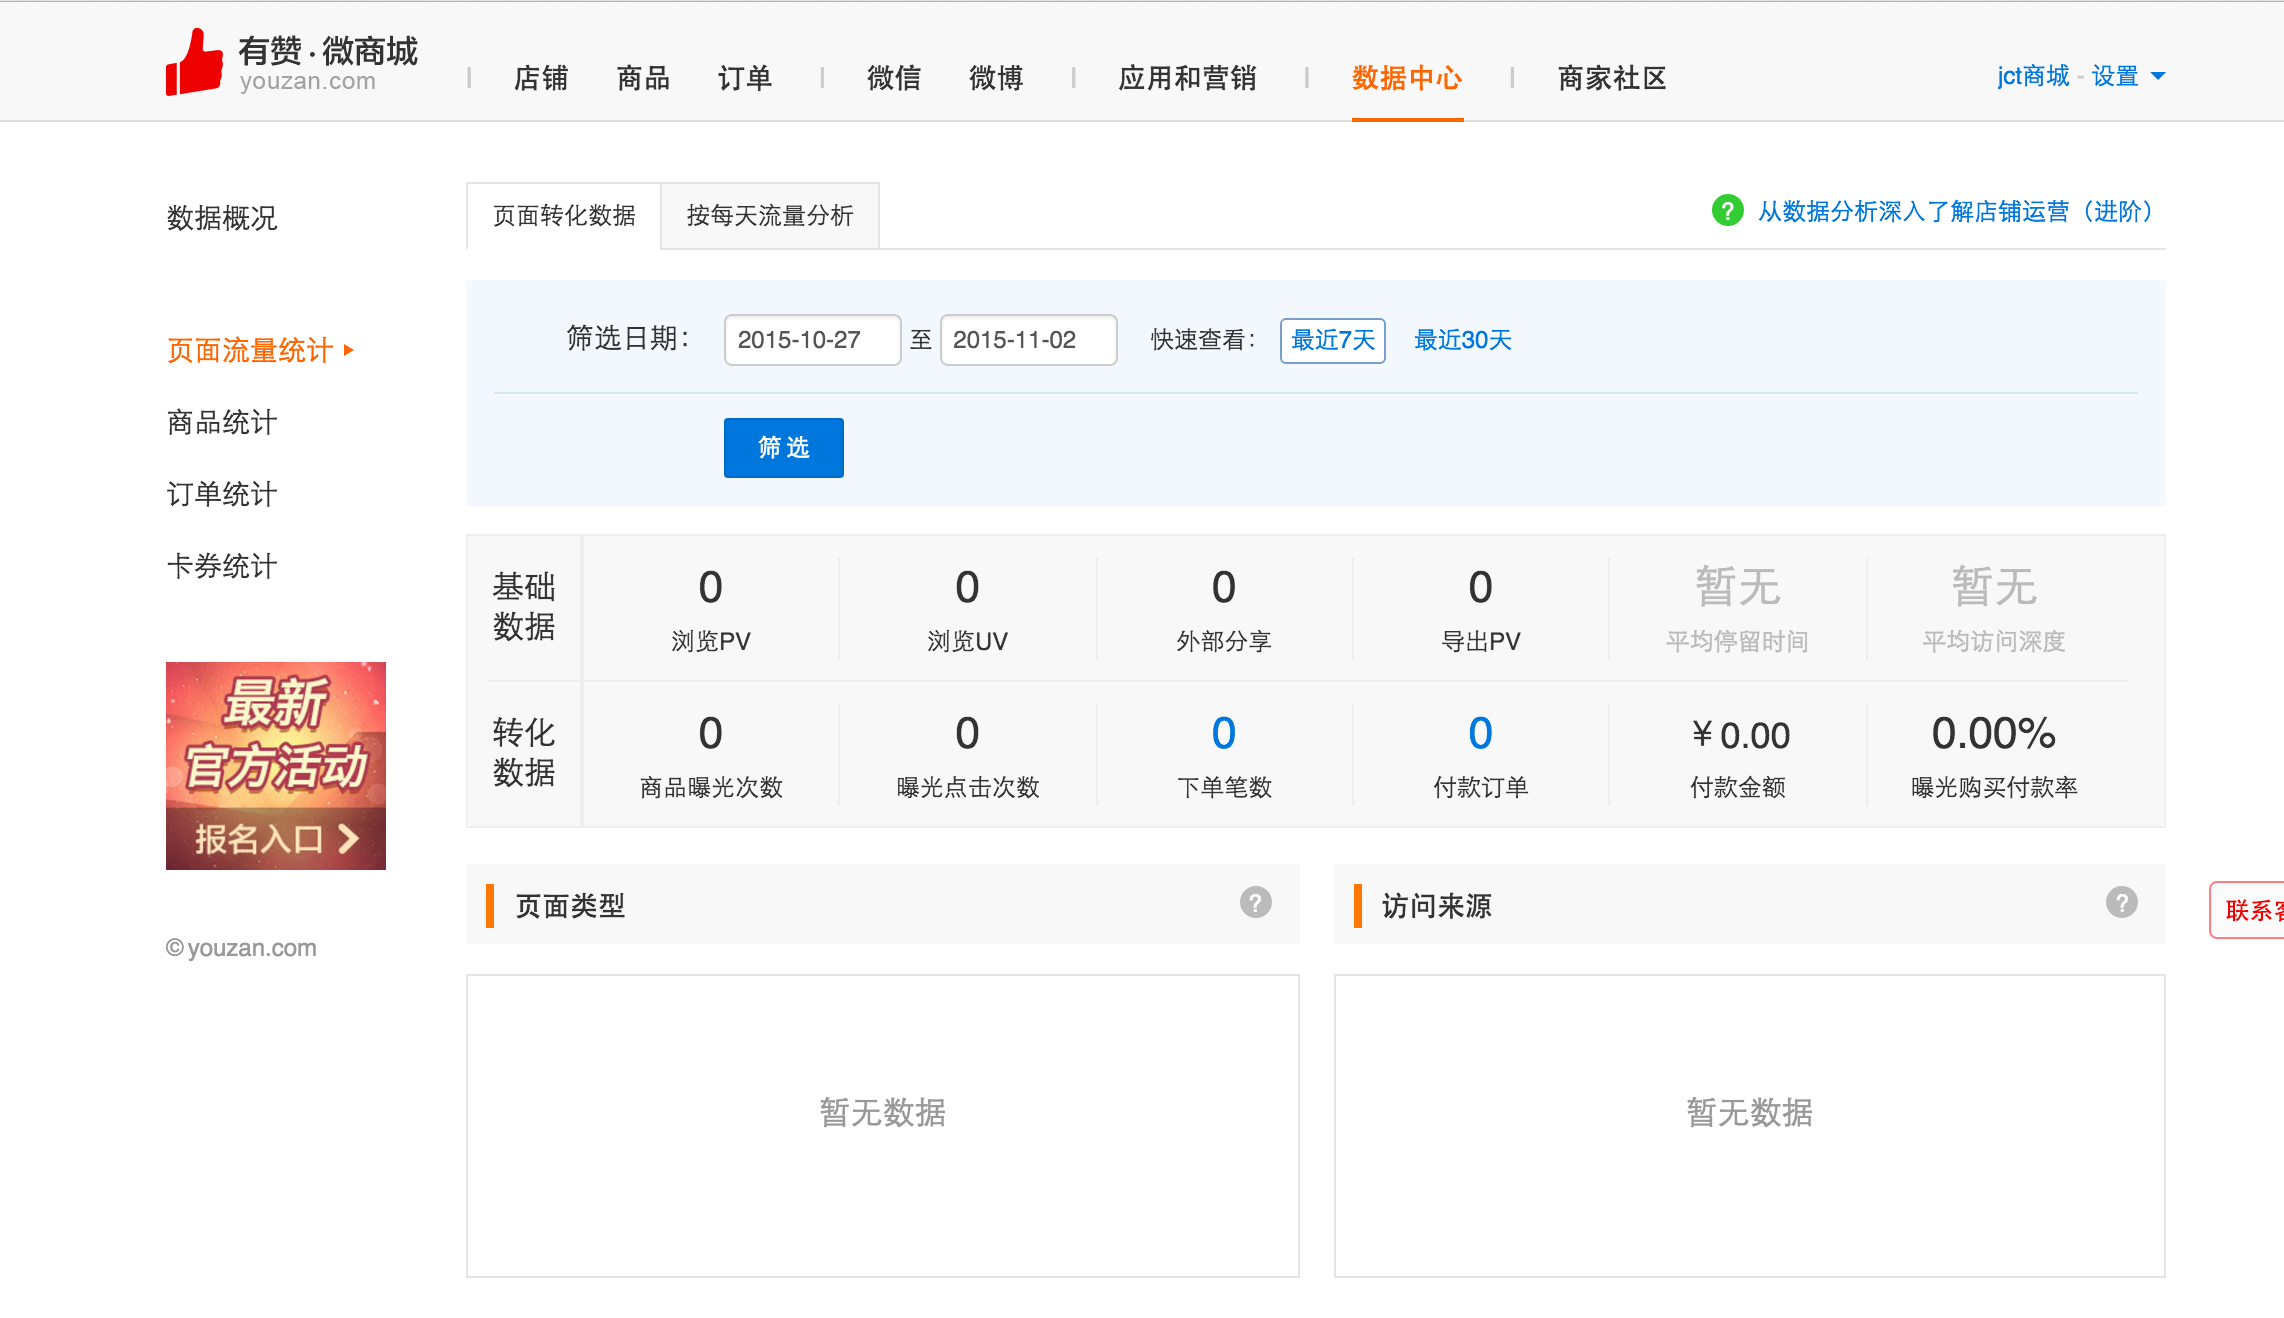 有赞·微商城
youzan.com
店铺 商品 订单 微信 微博 应用和营销 数据中心 商家社区
jct商城 - 设置
数据概况
页面流量统计
商品统计
订单统计
卡券统计
最新
官方活动
报名入口
©youzan.com
页面转化数据 按每天流量分析
? 从数据分析深入了解店铺运营（进阶）
筛选日期： 2015-10-27 至 2015-11-02 快速查看： 最近7天 最近30天
筛 选
基础
数据
0 0 0 0 暂无 暂无
浏览PV 浏览UV 外部分享 导出PV 平均停留时间 平均访问深度
转化
数据
0 0 0 0 ￥0.00 0.00%
商品曝光次数 曝光点击次数 下单笔数 付款订单 付款金额 曝光购买付款率
页面类型 ?
访问来源 ?
联系
暂无数据
暂无数据